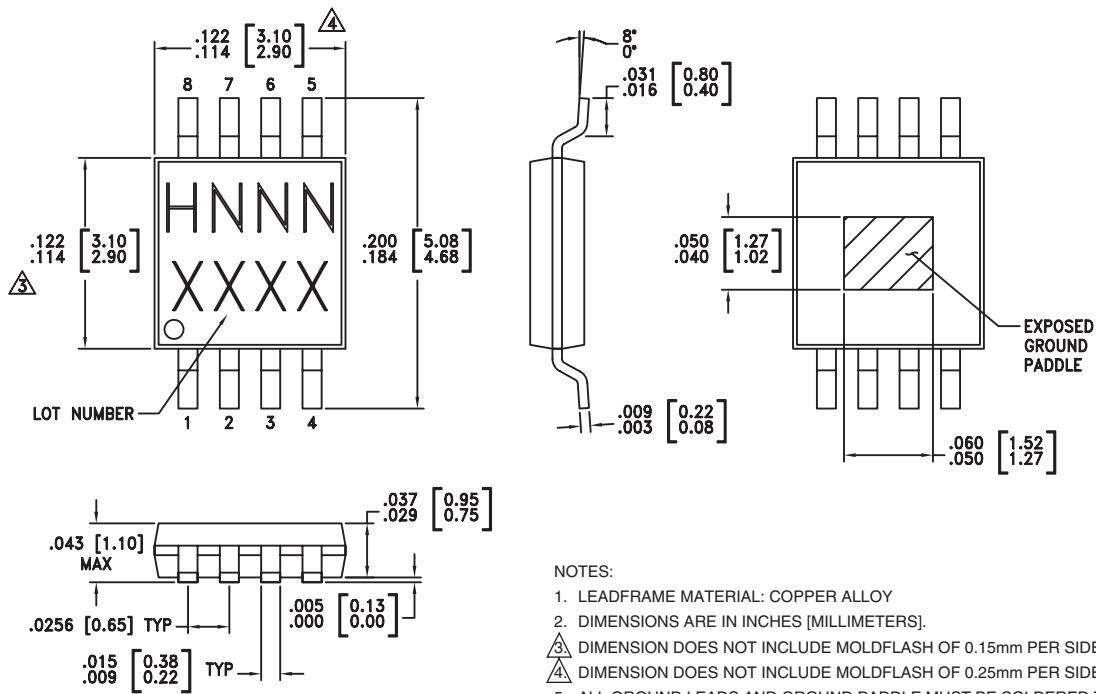 4
.122 [3.10]
.114 [2.90]
8 7 6 5
HNNN
XXXX
.122 [3.10]
.114 [2.90]
3
.200 [5.08]
.184 [4.68]
LOT NUMBER
1 2 3 4
8°
0°
.031 [0.80]
.016 [0.40]
.009 [0.22]
.003 [0.08]
.050 [1.27]
.040 [1.02]
EXPOSED
GROUND
PADDLE
.060 [1.52]
.050 [1.27]
.037 [0.95]
.029 [0.75]
.043 [1.10]
MAX
.005 [0.13]
.000 [0.00]
.0256 [0.65] TYP
.015 [0.38] TYP
.009 [0.22]
NOTES:
1. LEADFRAME MATERIAL: COPPER ALLOY
2. DIMENSIONS ARE IN INCHES [MILLIMETERS].
3. DIMENSION DOES NOT INCLUDE MOLDFLASH OF 0.15mm PER SIDE
4. DIMENSION DOES NOT INCLUDE MOLDFLASH OF 0.25mm PER SIDE